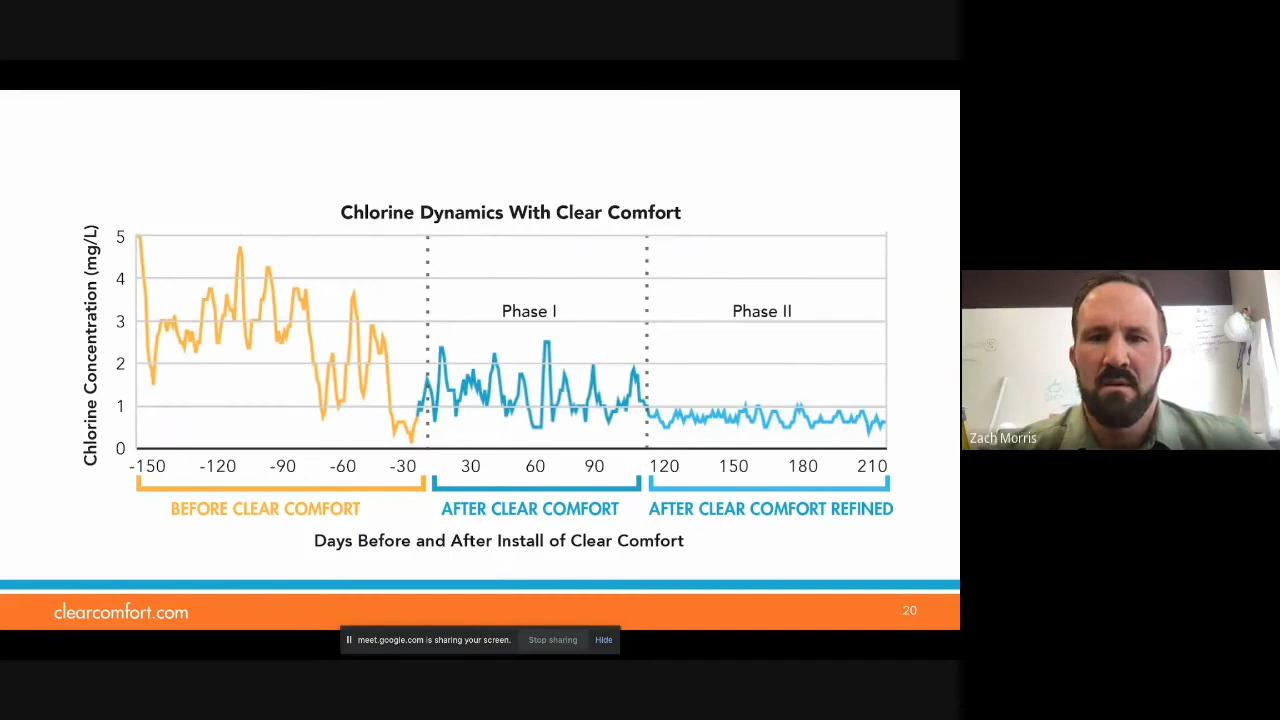 Chlorine Dynamics With Clear Comfort
Chlorine Concentration (mg/L)
5
4
3
2
1
0
Phase I
Phase II
-150 -120 -90 -60 -30 30 60 90 120 150 180 210
BEFORE CLEAR COMFORT
AFTER CLEAR COMFORT
AFTER CLEAR COMFORT REFINED
Days Before and After Install of Clear Comfort
clearcomfort.com
20
meet.google.com is sharing your screen.
Stop sharing
Hide
Zach Morris